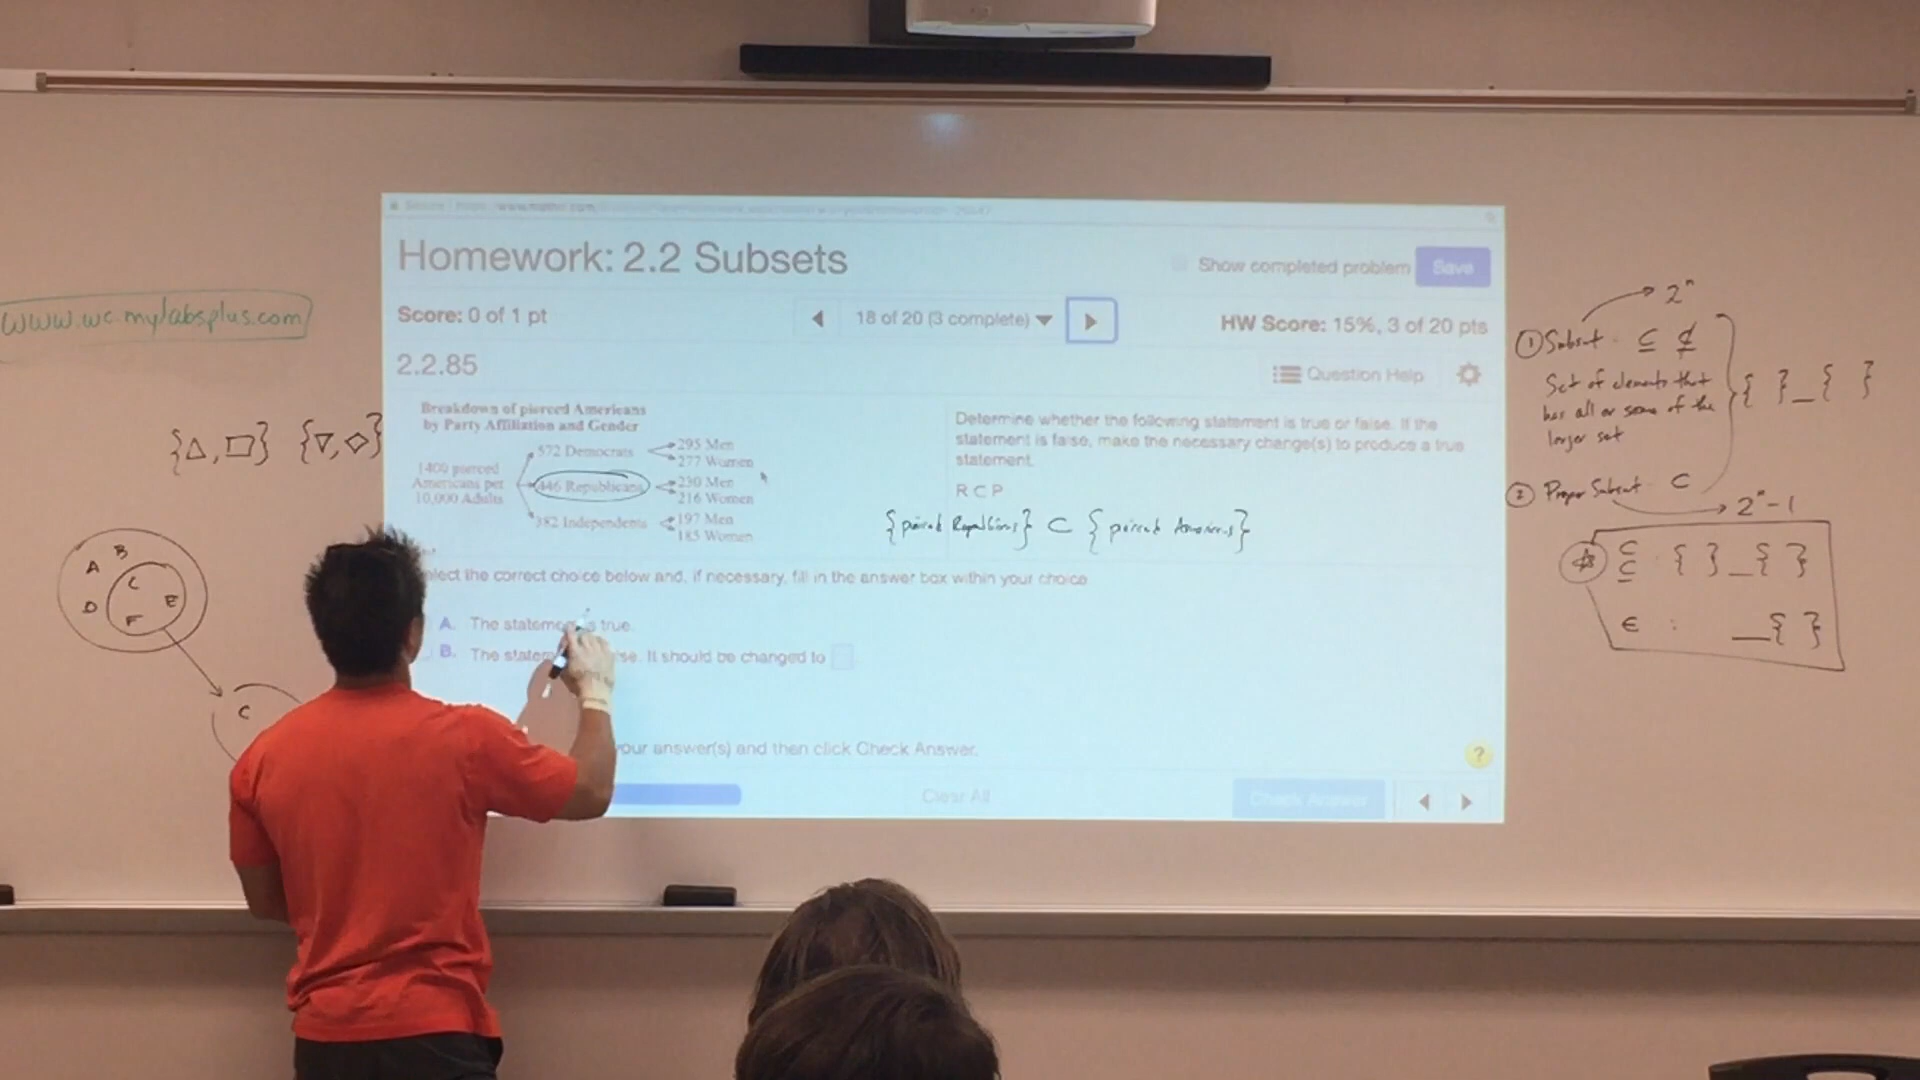 www.wc.mylabsplus.com
{△, □} {▽, ◇}
A
B
C
D
E
F
C
Homework: 2.2 Subsets
Show completed problem
Save
Score: 0 of 1 pt
18 of 20 (3 complete)
HW Score: 15%, 3 of 20 pts
2.2.85
Question Help
Breakdown of pierced Americans
by Party Affiliation and Gender
1400 pierced
Americans per
10,000 Adults
572 Democrats
295 Men
277 Women
446 Republicans
230 Men
216 Women
382 Independents
197 Men
185 Women
Determine whether the following statement is true or false. If the
statement is false, make the necessary change(s) to produce a true
statement.
R ⊂ P
{pierced Republicans} ⊂ {pierced Americans}
the correct choice below and, if necessary, fill in the answer box within your choice
A. The statement is true.
B. The It should be changed to
your answer(s) and then click Check Answer.
Clear All
Check Answer
?
2ⁿ
① Subset ⊆ ⊈
Set of elements that
has all or some of the
larger set
{ } _ { }
② Proper Subset ⊂
2ⁿ - 1
⊂
⊆ : { } _ { }
∈ : _ { }